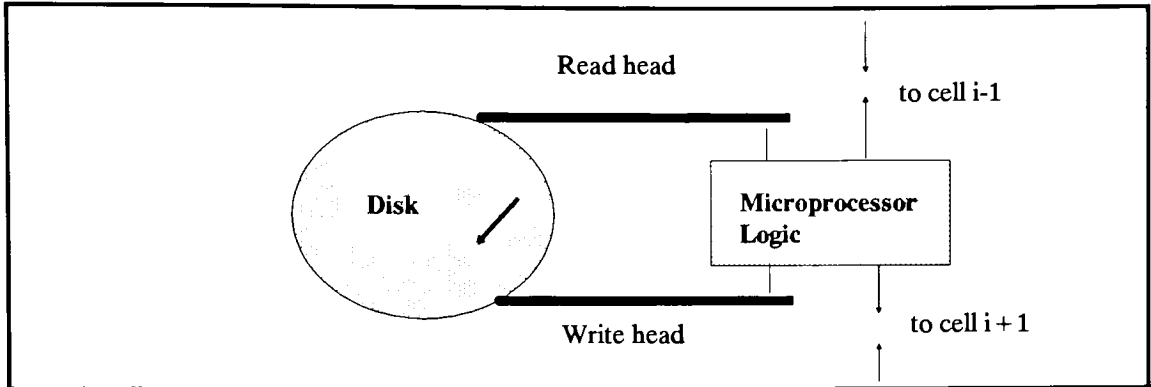 Read head
to cell i-1
Disk
Microprocessor
Logic
Write head
to cell i + 1